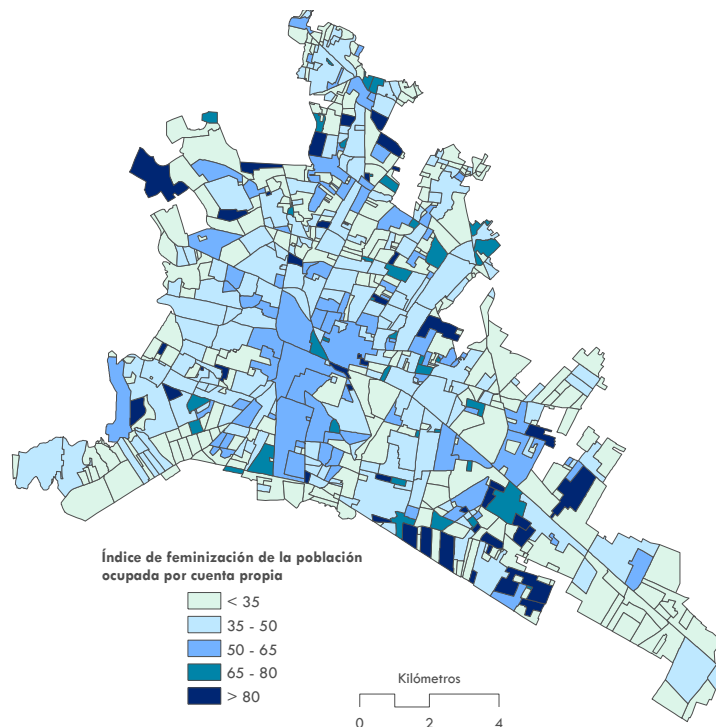 Índice de feminización de la población
ocupada por cuenta propia
< 35
35 - 50
50 - 65
65 - 80
> 80
Kilómetros
0 2 4